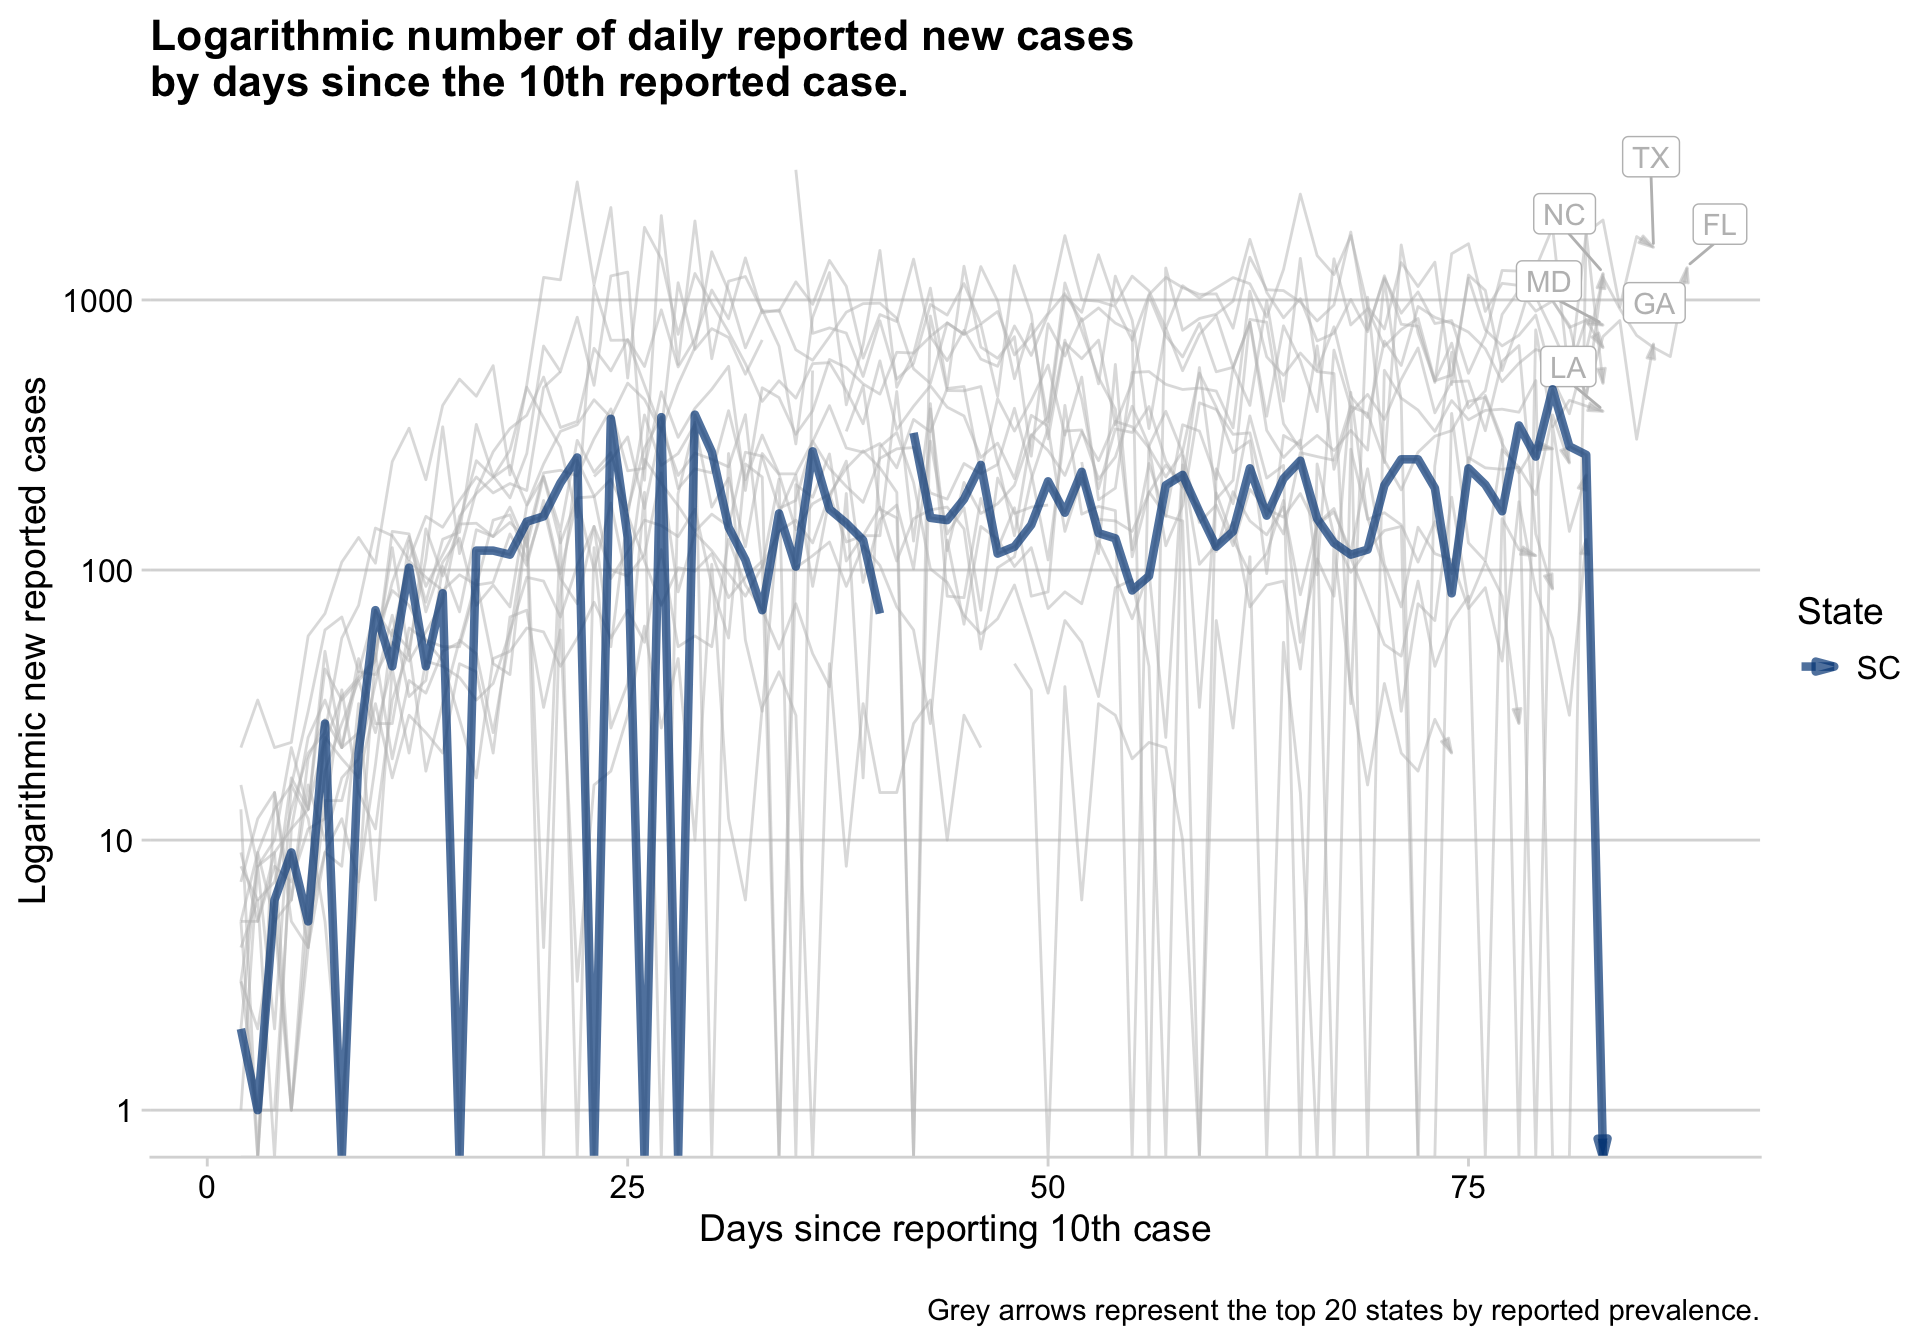 Logarithmic number of daily reported new cases
by days since the 10th reported case.
TX
NC
FL
MD
GA
LA
1000
100
10
1
Logarithmic new reported cases
0
25
50
75
Days since reporting 10th case
State
SC
Grey arrows represent the top 20 states by reported prevalence.